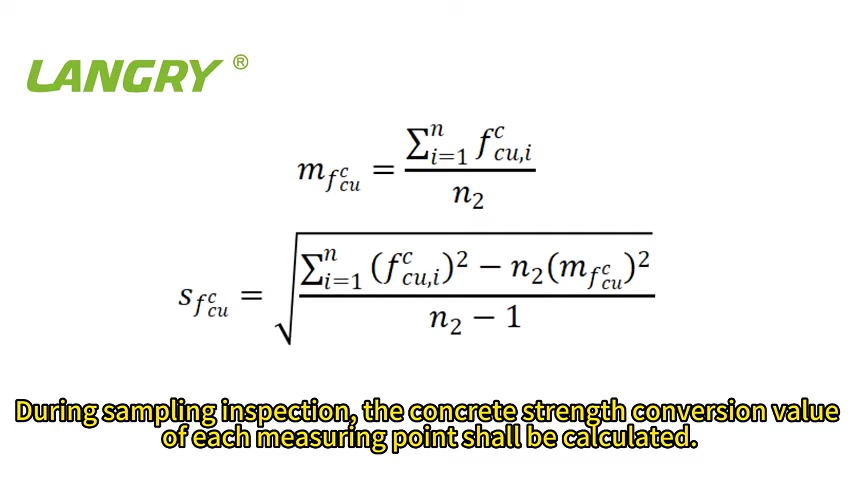 LANGRY ®
m_{f^c_{cu}} = \frac{\sum_{i=1}^{n} f^c_{cu,i}}{n_2}
s_{f^c_{cu}} = \sqrt{\frac{\sum_{i=1}^{n} (f^c_{cu,i})^2 - n_2(m_{f^c_{cu}})^2}{n_2 - 1}}
During sampling inspection, the concrete strength conversion value
of each measuring point shall be calculated.